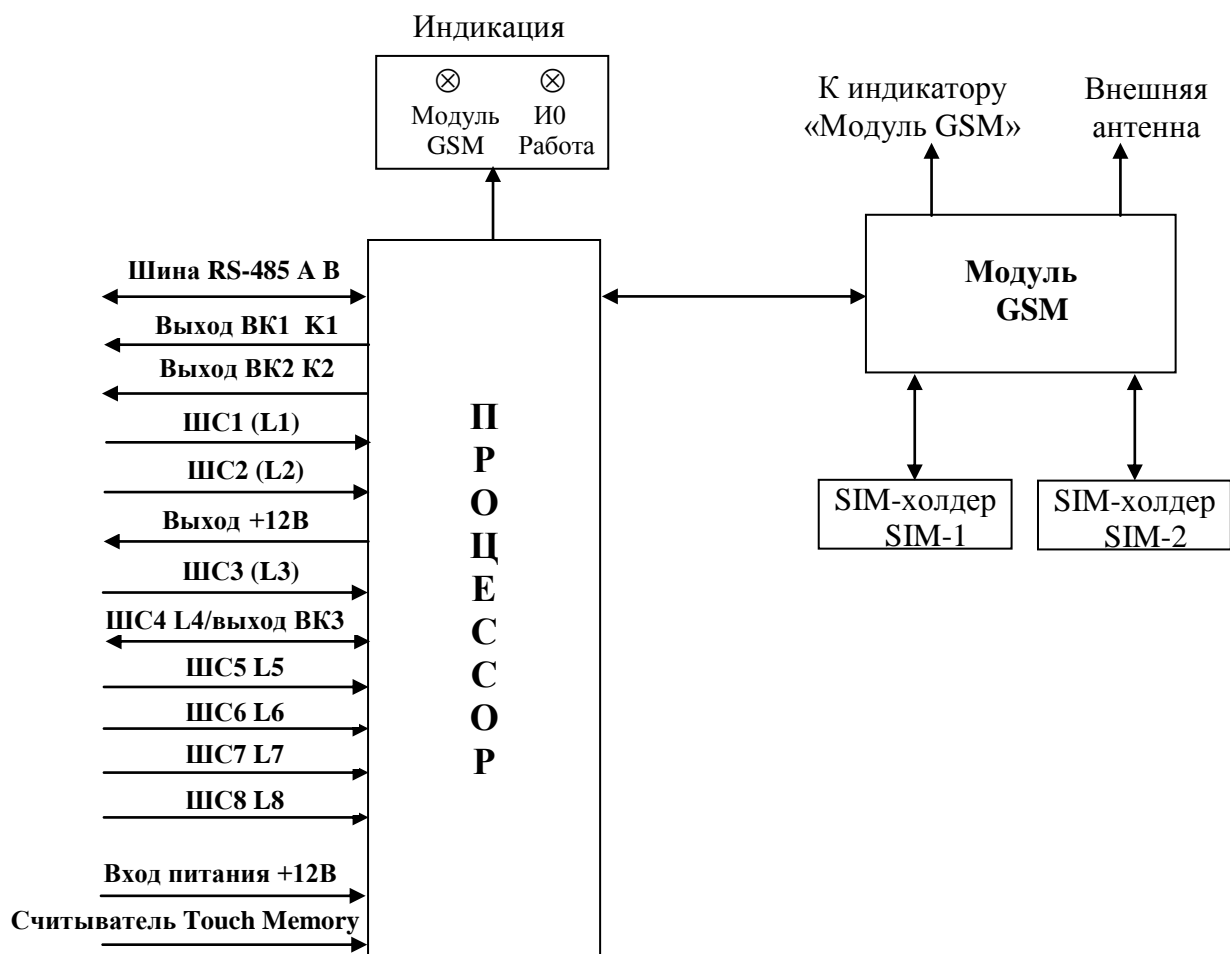 Индикация
Модуль
GSM
И0
Работа
К индикатору
«Модуль GSM»
Внешняя
антенна
Шина RS-485 А В
Выход ВК1 К1
Выход ВК2 К2
ШС1 (L1)
ШС2 (L2)
Выход +12В
ШС3 (L3)
ШС4 L4/выход ВК3
ШС5 L5
ШС6 L6
ШС7 L7
ШС8 L8
Вход питания +12В
Считыватель Touch Memory
П
Р
О
Ц
Е
С
С
О
Р
Модуль
GSM
SIM-холдер
SIM-1
SIM-холдер
SIM-2